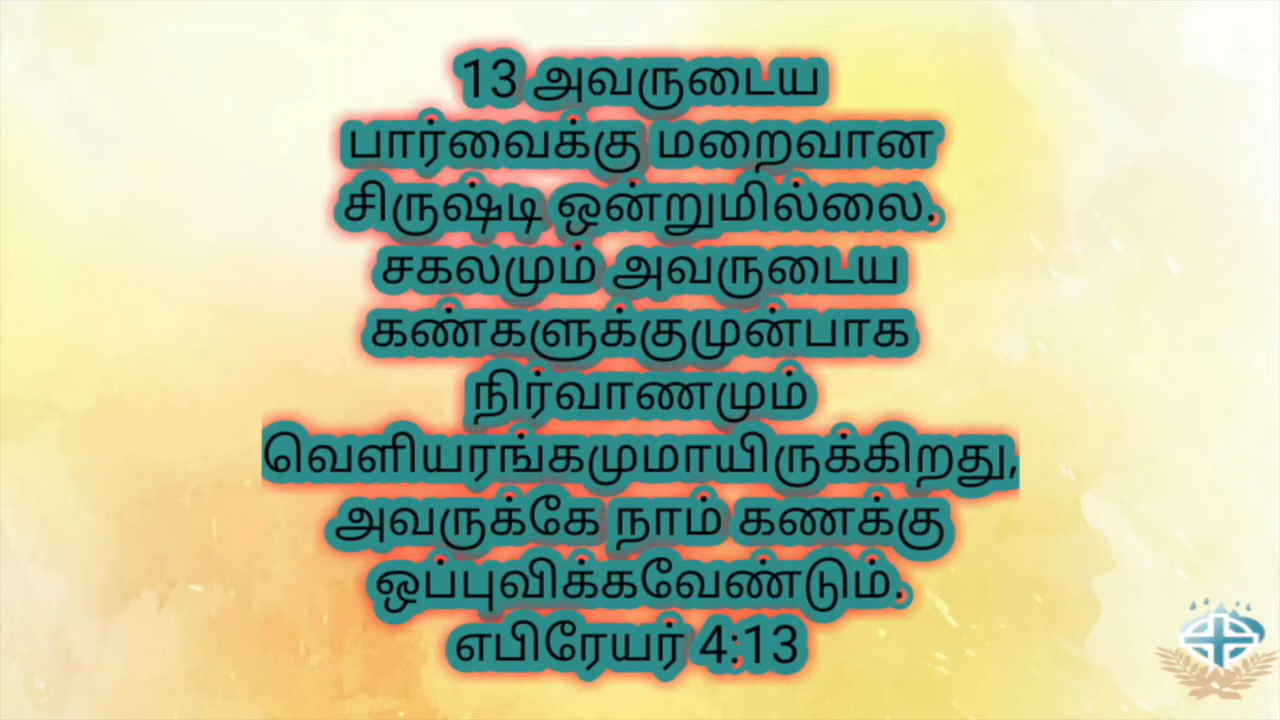 13 அவருடைய
பார்வைக்கு மறைவான
சிருஷ்டி ஒன்றுமில்லை.
சகலமும் அவருடைய
கண்களுக்குமுன்பாக
நிர்வாணமும்
வெளியரங்கமுமாயிருக்கிறது,
அவருக்கே நாம் கணக்கு
ஒப்புவிக்கவேண்டும்.
எபிரேயர் 4:13